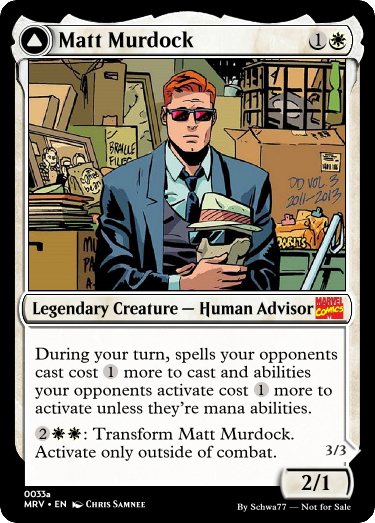 Matt Murdock 1
BRAILLE
FILES
DD VOL 3
2011-2013
Legendary Creature — Human Advisor
MARVEL
COMICS
During your turn, spells your opponents
cast cost 1 more to cast and abilities
your opponents activate cost 1 more to
activate unless they're mana abilities.
2: Transform Matt Murdock.
Activate only outside of combat.
3/3
2/1
0033a
MRV • EN Chris Samnee
By Schwa77 — Not for Sale